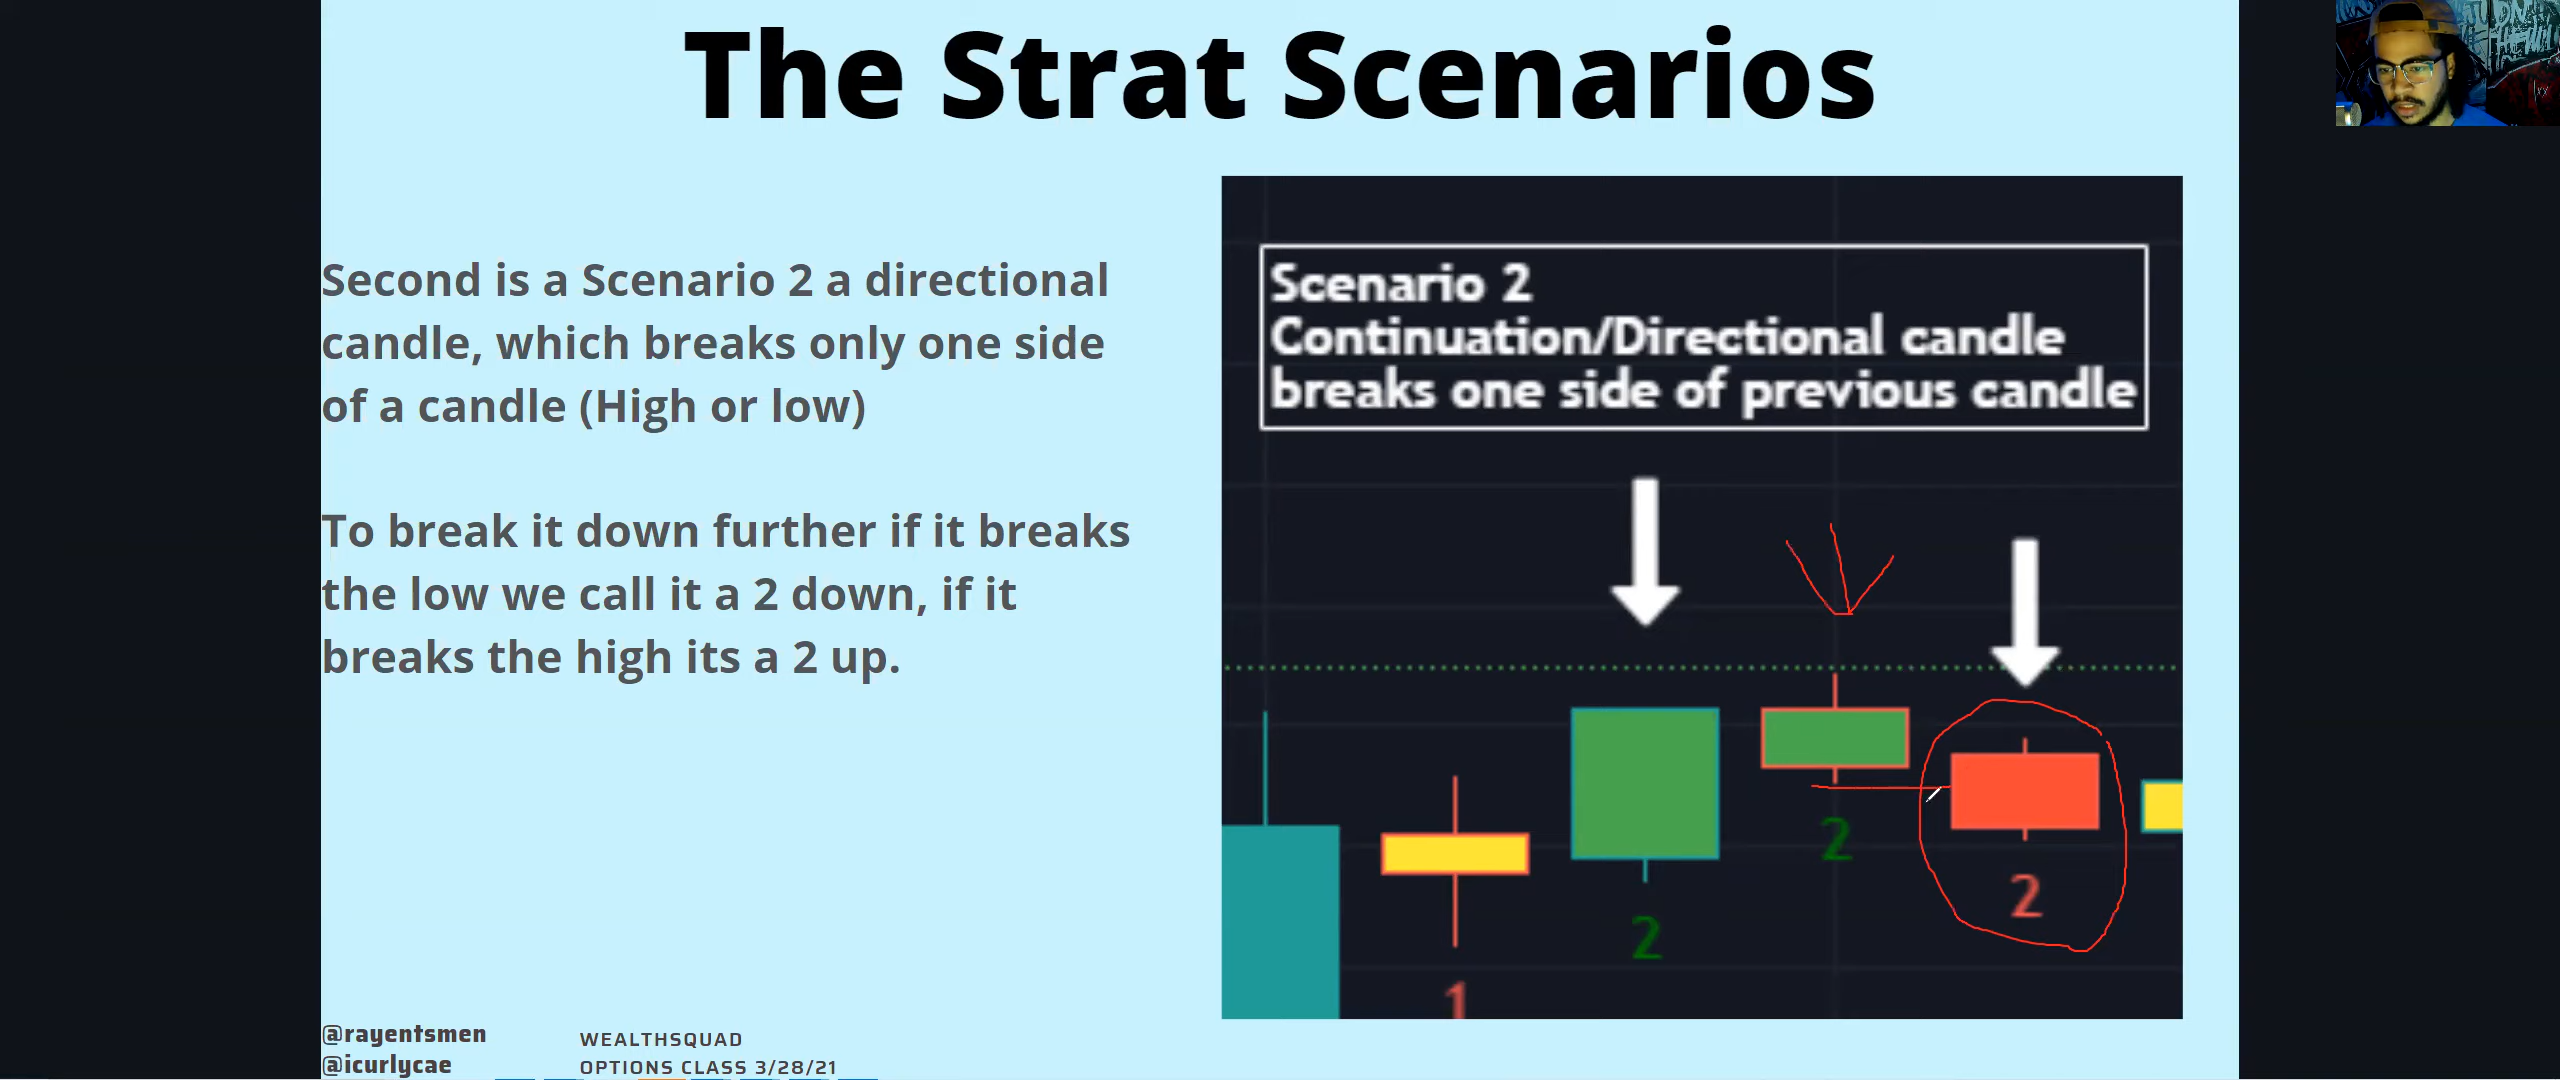 The Strat Scenarios
Second is a Scenario 2 a directional
candle, which breaks only one side
of a candle (High or low)
To break it down further if it breaks
the low we call it a 2 down, if it
breaks the high its a 2 up.
Scenario 2
Continuation/Directional candle
breaks one side of previous candle
2
2
2
1
@rayentsmen
@icurlycae
WEALTHSQUAD
OPTIONS CLASS 3/28/21